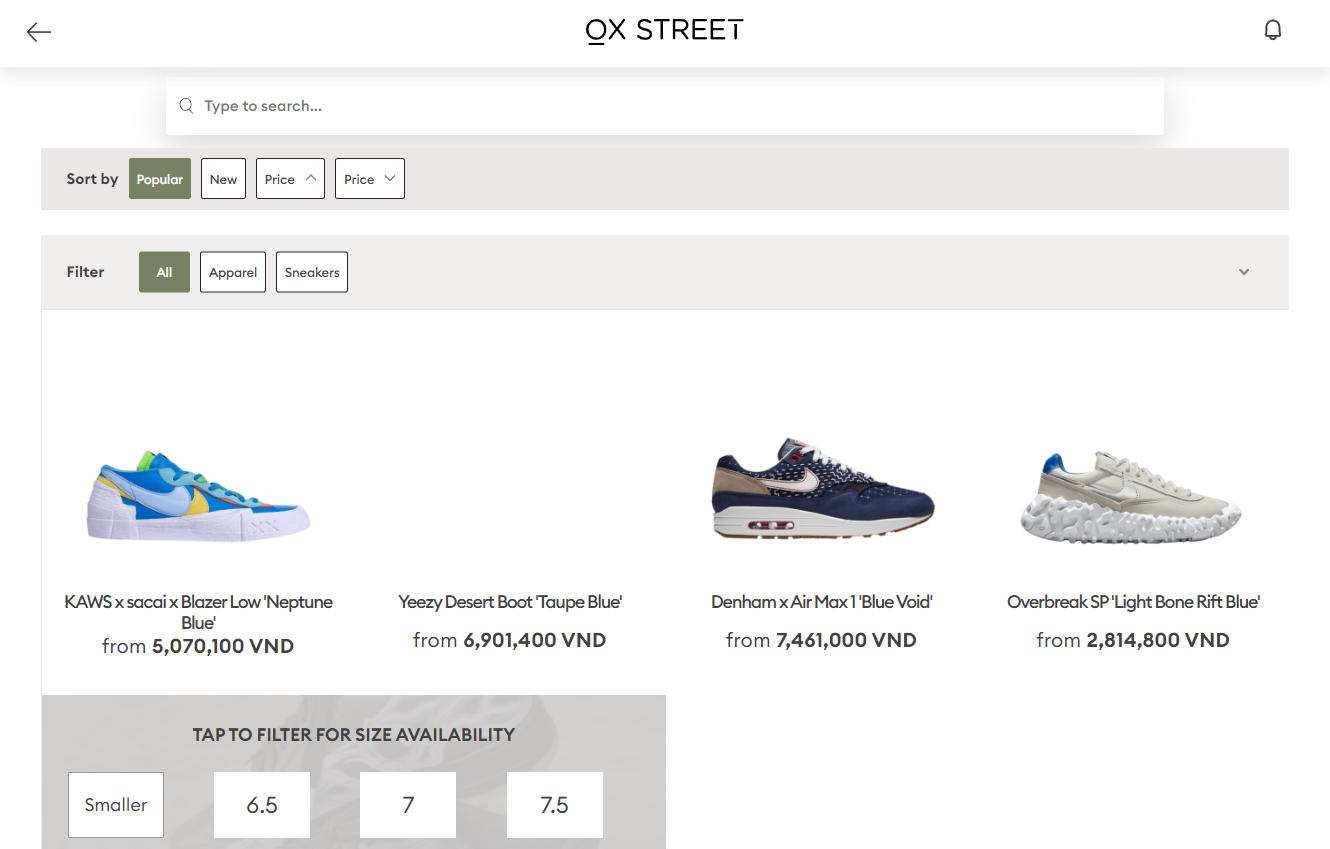 OX STREET
Type to search...
Sort by Popular New Price Price
Filter All Apparel Sneakers
KAWS x sacai x Blazer Low 'Neptune
Blue'
from 5,070,100 VND
Yeezy Desert Boot 'Taupe Blue'
from 6,901,400 VND
Denham x Air Max 1 'Blue Void'
from 7,461,000 VND
Overbreak SP 'Light Bone Rift Blue'
from 2,814,800 VND
TAP TO FILTER FOR SIZE AVAILABILITY
Smaller 6.5 7 7.5